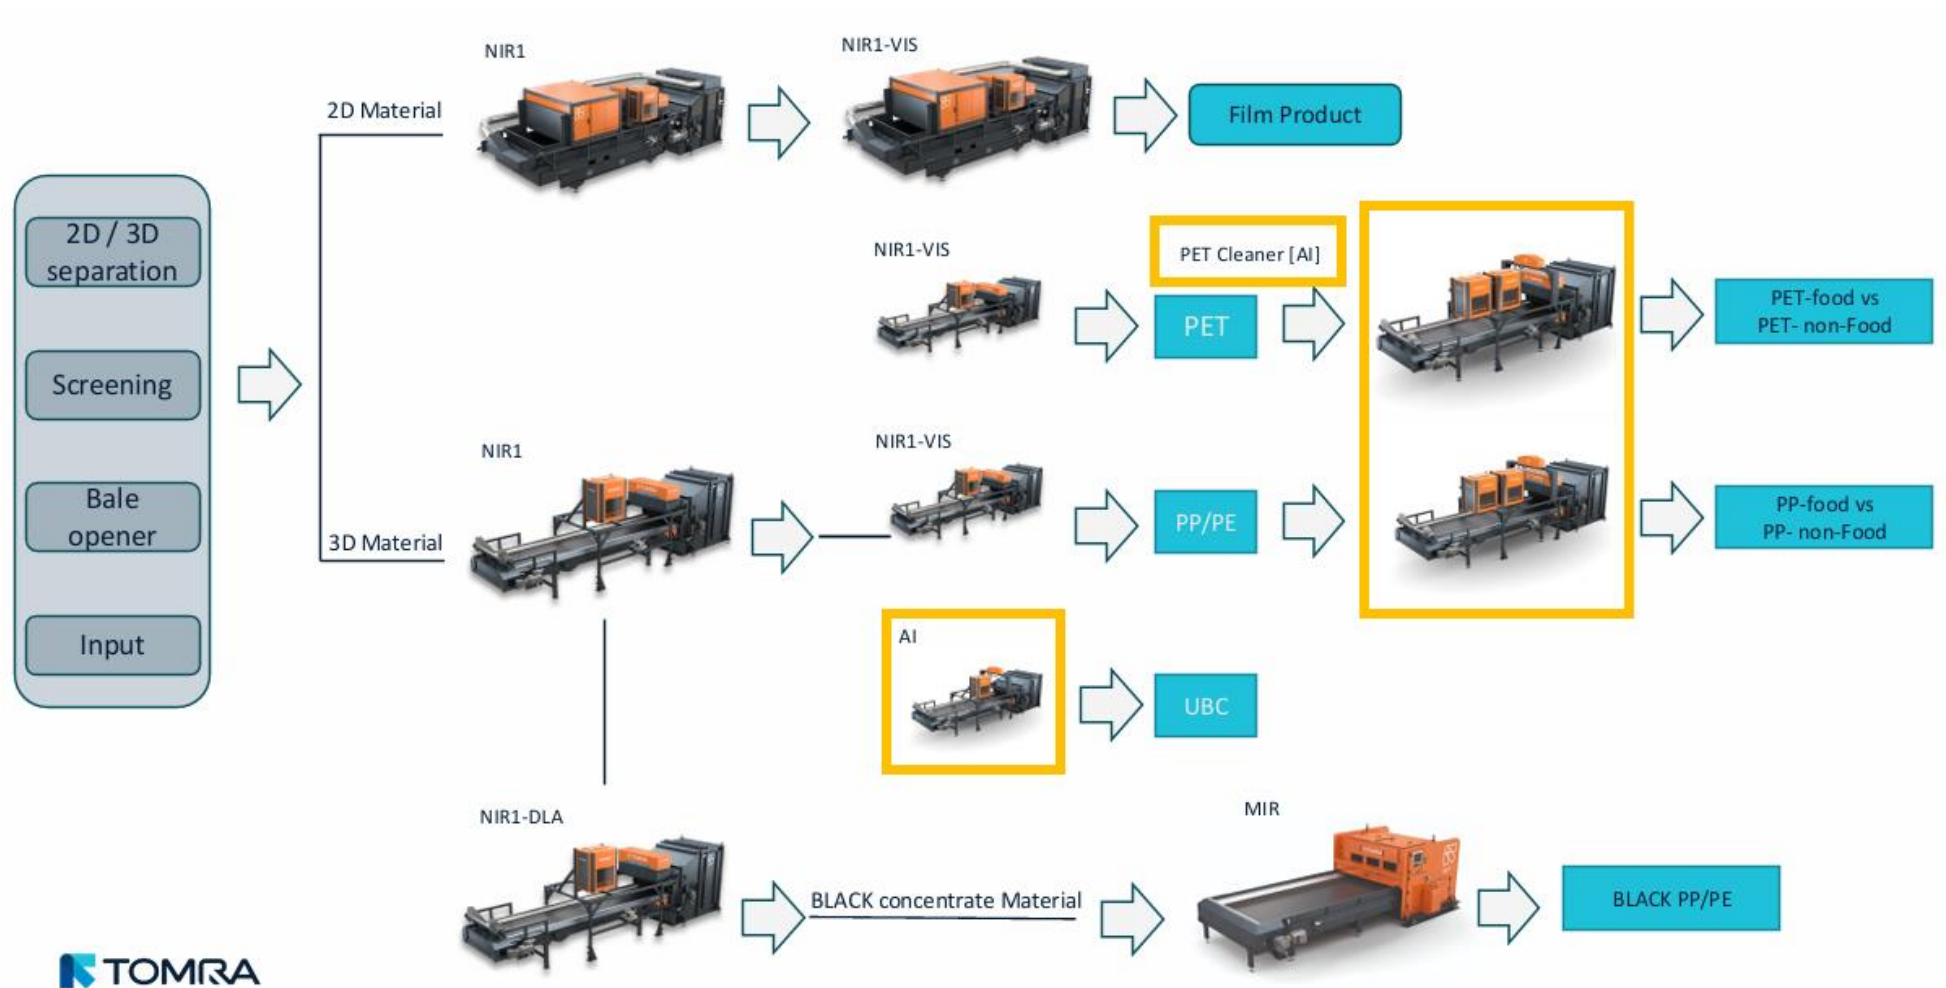 NIR1
NIR1-VIS
2D Material
Film Product
2D / 3D
separation
Screening
Bale
opener
Input
NIR1-VIS
PET Cleaner [AI]
PET
PET-food vs
PET- non-Food
NIR1
3D Material
NIR1-VIS
PP/PE
PP-food vs
PP- non-Food
AI
UBC
NIR1-DLA
BLACK concentrate Material
MIR
BLACK PP/PE
TOMRA